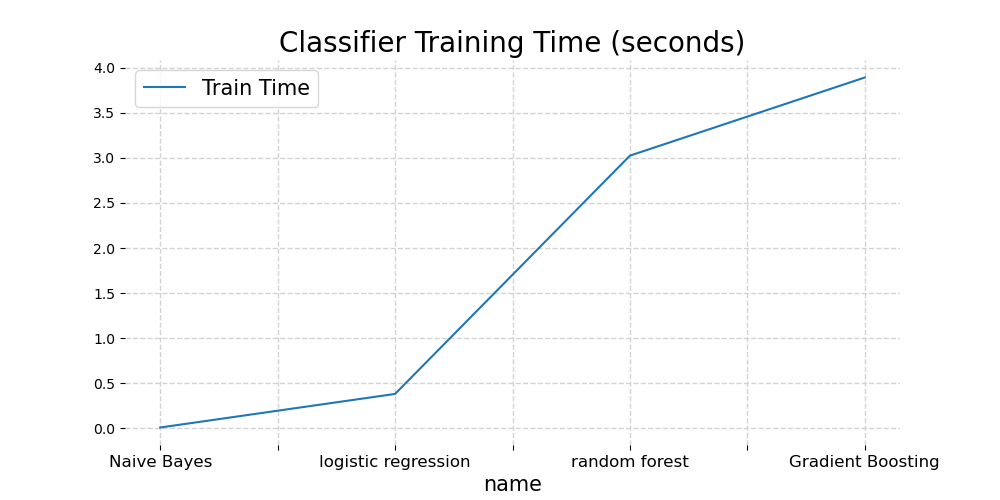 Classifier Training Time (seconds)
Train Time
4.0
3.5
3.0
2.5
2.0
1.5
1.0
0.5
0.0
Naive Bayes logistic regression random forest Gradient Boosting
name